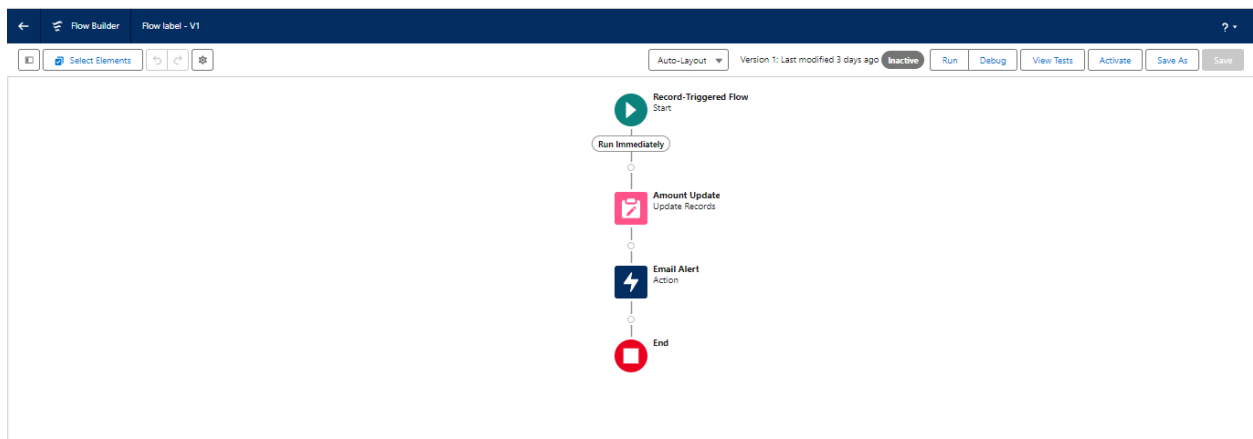 Flow Builder Flow label - V1 ?
Select Elements Auto-Layout Version 1: Last modified 3 days ago Inactive Run Debug View Tests Activate Save As Save
Record-Triggered Flow
Start
Run Immediately
Amount Update
Update Records
Email Alert
Action
End